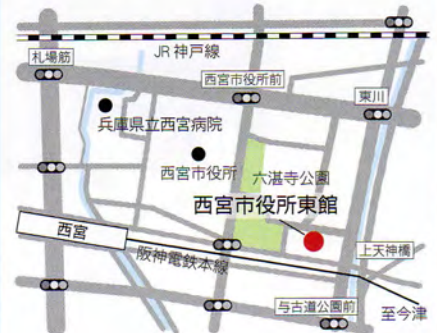 JR神戸線
札場筋
西宮市役所前
東川
兵庫県立西宮病院
西宮市役所
六湛寺公園
西宮市役所東館
西宮
阪神電鉄本線
上天神橋
与古道公園前
至今津